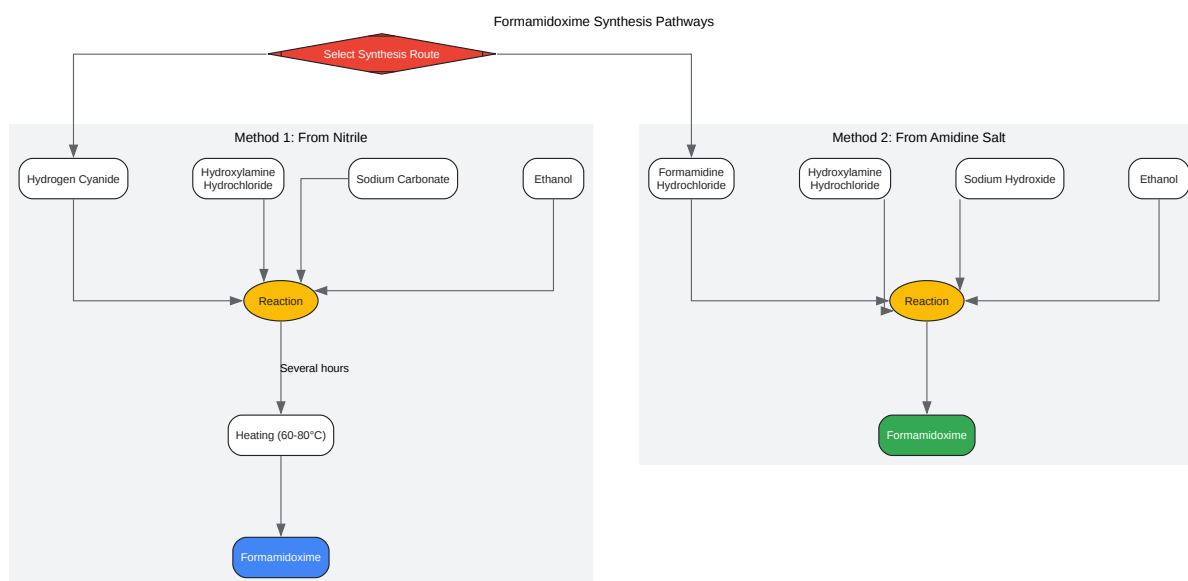 Formamidoxime Synthesis Pathways
Select Synthesis Route
Method 1: From Nitrile
Hydrogen Cyanide
Hydroxylamine
Hydrochloride
Sodium Carbonate
Ethanol
Reaction
Several hours
Heating (60-80°C)
Formamidoxime
Method 2: From Amidine Salt
Formamidine
Hydrochloride
Hydroxylamine
Hydrochloride
Sodium Hydroxide
Ethanol
Reaction
Formamidoxime